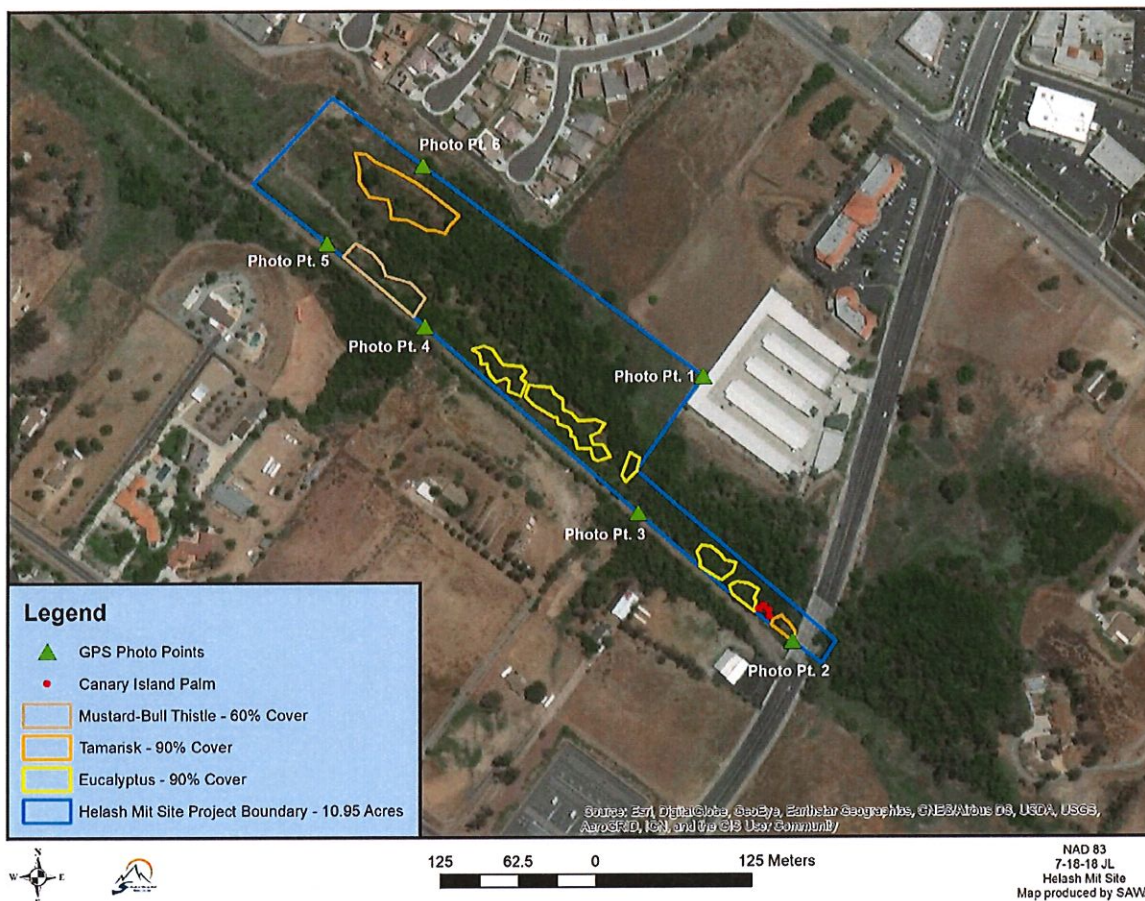 Photo Pt. 6
Photo Pt. 5
Photo Pt. 4
Photo Pt. 1
Photo Pt. 3
Photo Pt. 2
Legend
GPS Photo Points
Canary Island Palm
Mustard-Bull Thistle - 60% Cover
Tamarisk - 90% Cover
Eucalyptus - 90% Cover
Helash Mit Site Project Boundary - 10.95 Acres
Source: Esri, DigitalGlobe, GeoEye, Earthstar Geographics, CNES/Airbus DS, USDA, USGS,
AeroGRID, IGN, and the GIS User Community
N
W E
S
125 62.5 0 125 Meters
NAD 83
7-18-18 JL
Helash Mit Site
Map produced by SAWA